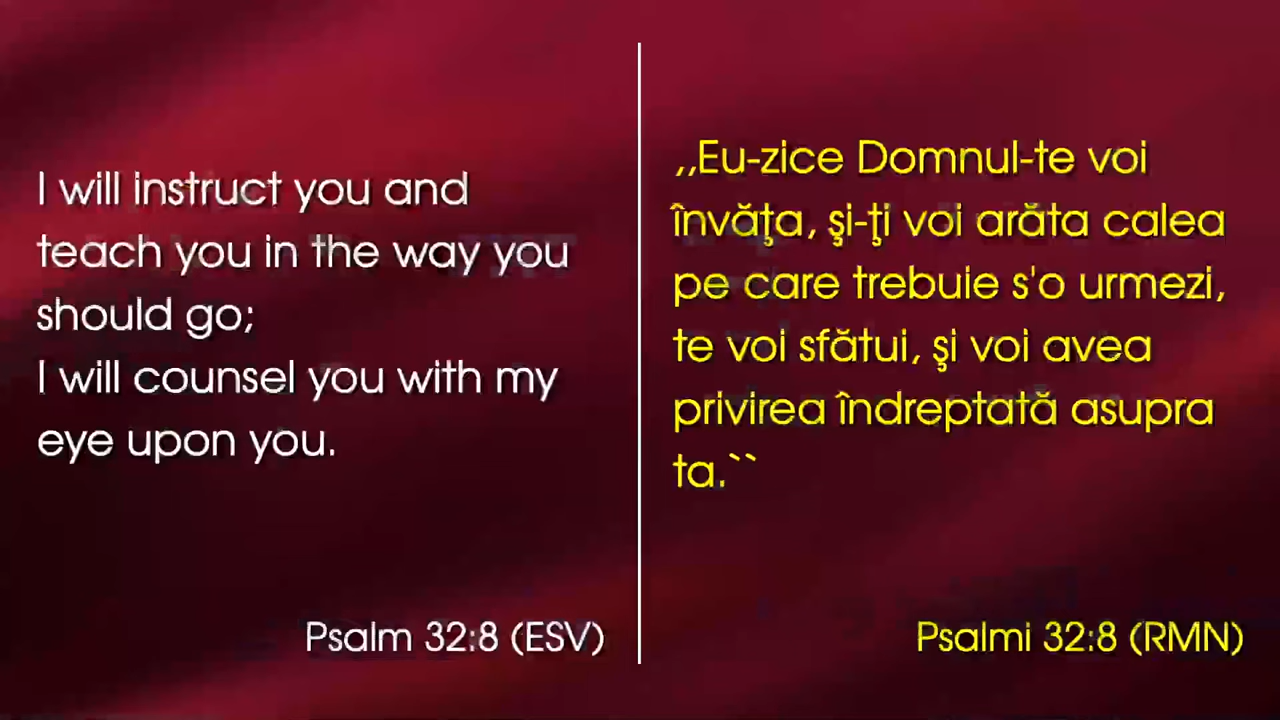 I will instruct you and
teach you in the way you
should go;
I will counsel you with my
eye upon you.
Psalm 32:8 (ESV)
,,Eu-zice Domnul-te voi
învăţa, şi-ţi voi arăta calea
pe care trebuie s'o urmezi,
te voi sfătui, şi voi avea
privirea îndreptată asupra
ta.``
Psalmi 32:8 (RMN)